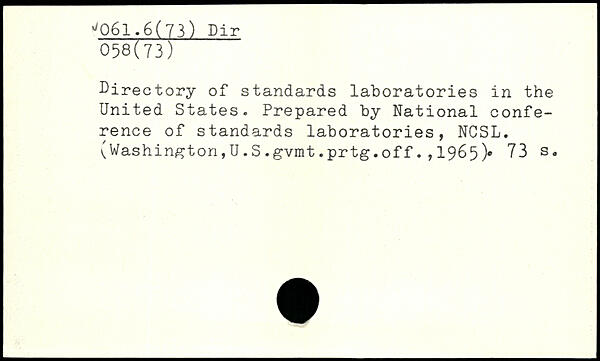 √061.6(73) Dir
058(73)
Directory of standards laboratories in the
United States. Prepared by National confe-
rence of standards laboratories, NCSL.
(Washington,U.S.gvmt.prtg.off.,1965). 73 s.